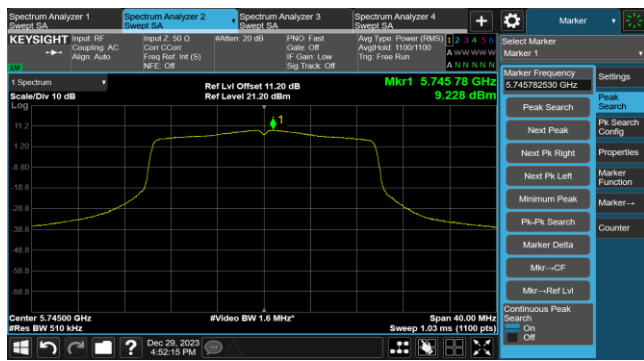 Spectrum Analyzer 1
Swept SA
Spectrum Analyzer 2
Swept SA
Spectrum Analyzer 3
Swept SA
Spectrum Analyzer 4
Swept SA
+
Marker
KEYSIGHT
Input: RF
Coupling: AC
Align: Auto
Input Z: 50 Ω
Corr CCorr
Freq Ref: Int (S)
NFE: Off
#Atten: 20 dB
PNO: Fast
Gate: Off
IF Gain: Low
Sig Track: Off
Avg Type: Power (RMS)
Avg|Hold: 1100/1100
Trig: Free Run
1 2 3 4 5 6
A W W W W W
A N N N N N
Select Marker
Marker 1
1 Spectrum
Scale/Div 10 dB
Ref Lvl Offset 11.20 dB
Ref Level 21.20 dBm
Mkr1 5.745 78 GHz
9.228 dBm
Log
11.2
1.20
-8.80
-18.8
-28.8
-38.8
-48.8
-58.8
-68.8
1
Center 5.74500 GHz
#Res BW 510 kHz
#Video BW 1.6 MHz*
Span 40.00 MHz
Sweep 1.03 ms (1100 pts)
Marker Frequency
5.745782530 GHz
Peak Search
Next Peak
Next Pk Right
Next Pk Left
Minimum Peak
Pk-Pk Search
Marker Delta
Mkr→CF
Mkr→Ref Lvl
Continuous Peak
Search
On
Off
Settings
Peak
Search
Pk Search
Config
Properties
Marker
Function
Marker→
Counter
?
Dec 29, 2023
4:52:15 PM